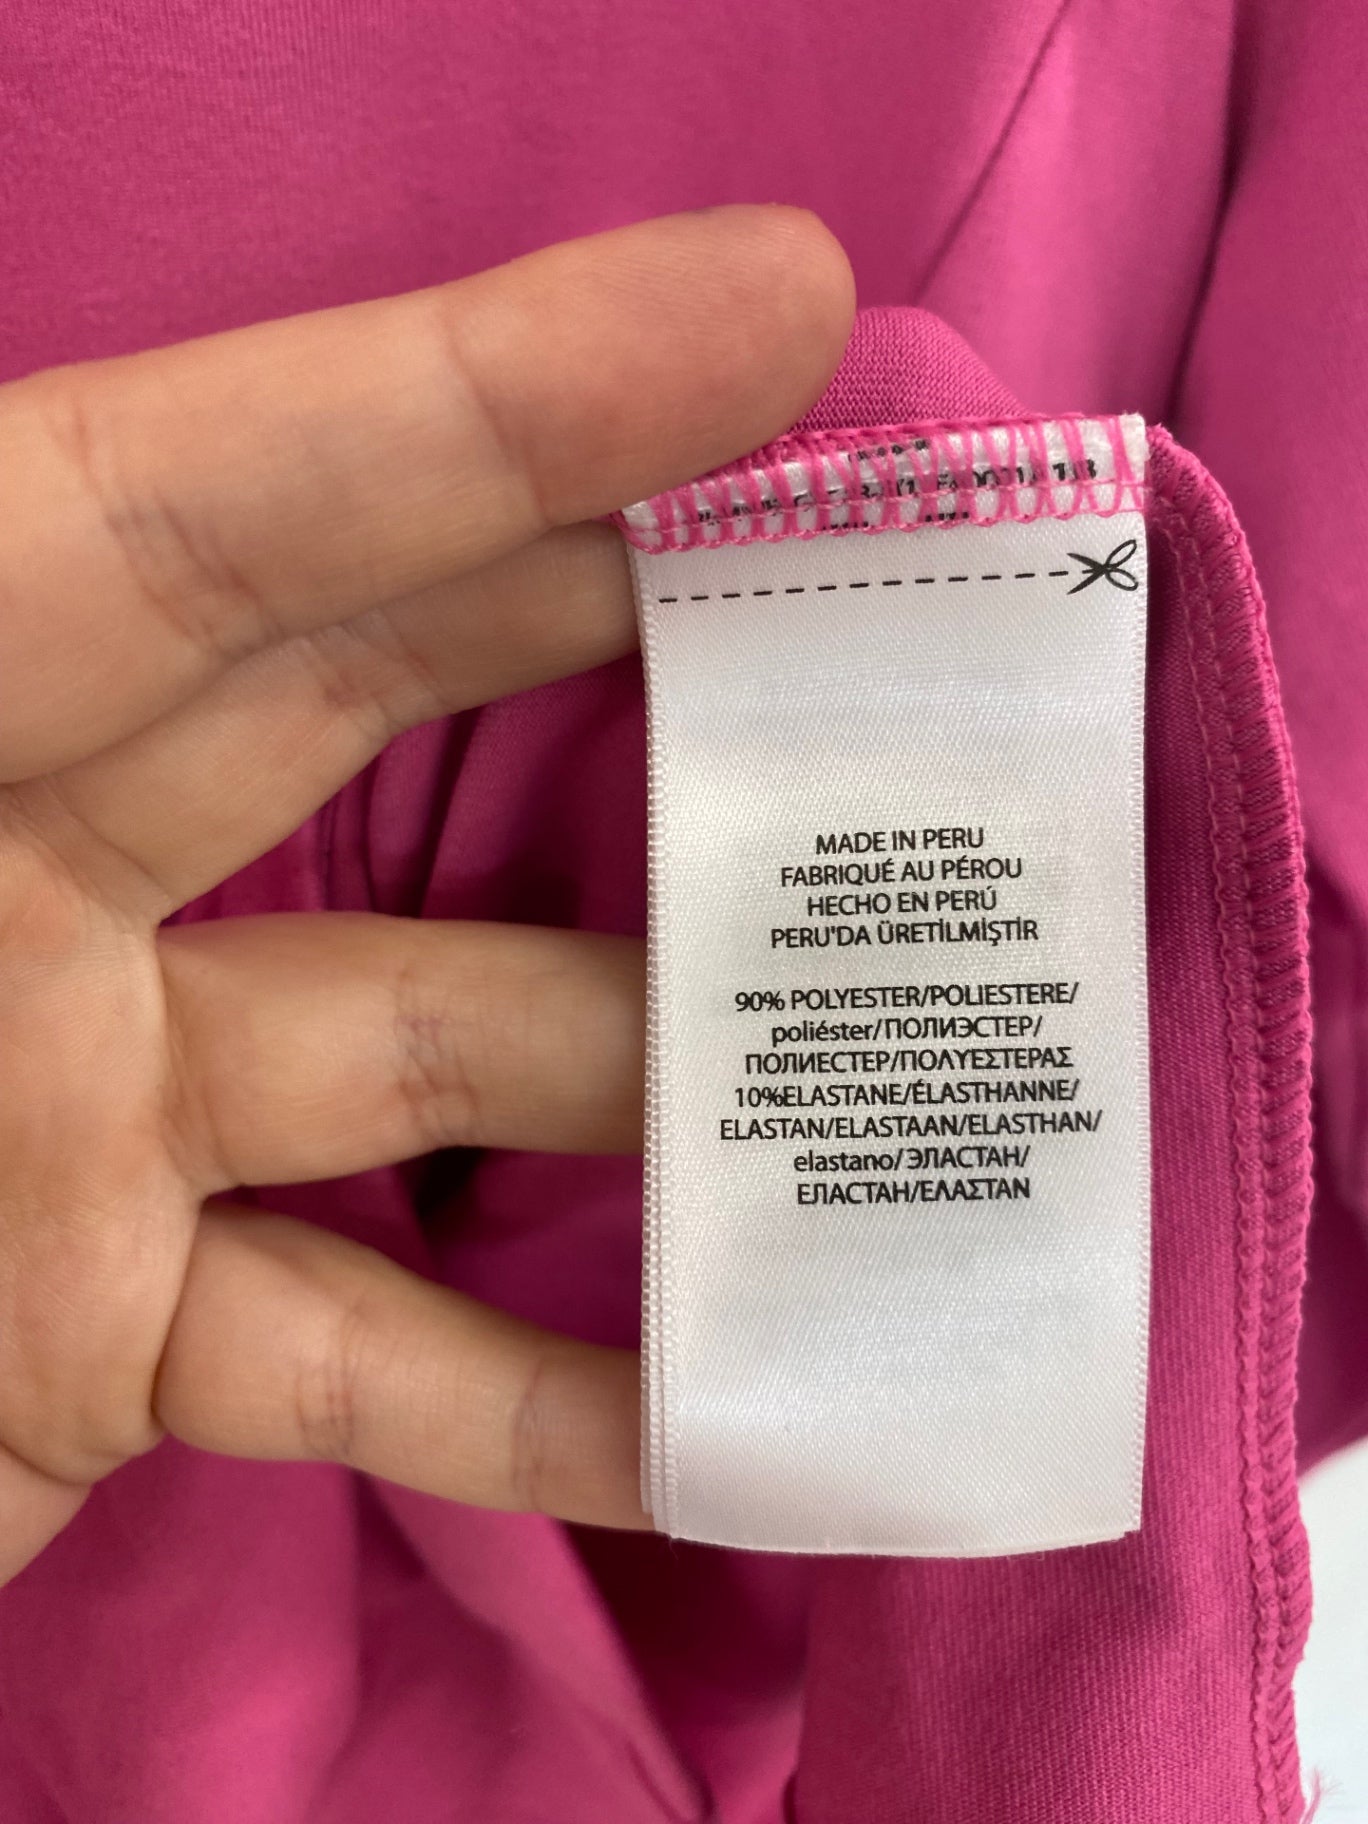 MADE IN PERU
FABRIQUÉ AU PÉROU
HECHO EN PERÚ
PERU'DA ÜRETİLMİŞTİR
90% POLYESTER/POLIESTERE/
poliéster/ПОЛИЭСТЕР/
ПОЛИЕСТЕР/ΠΟΛΥΕΣΤΕΡΑΣ
10%ELASTANE/ÉLASTHANNE/
ELASTAN/ELASTAAN/ELASTHAN/
elastano/ЭЛАСТАН/
ЕЛАСТАН/ΕΛΑΣΤΑΝ